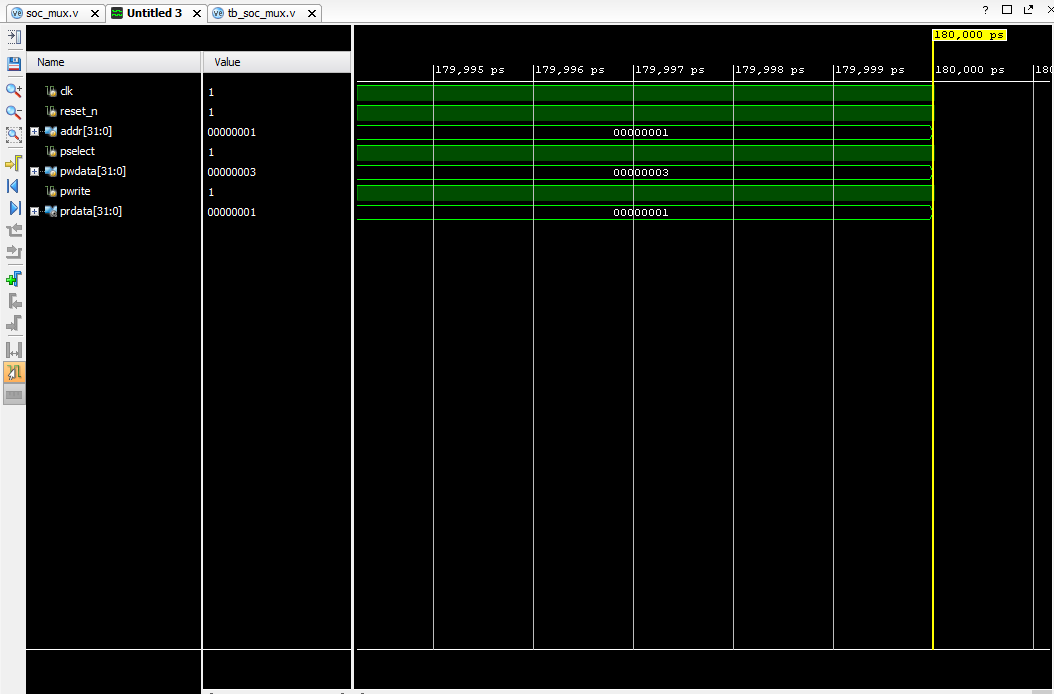 soc_mux.v Untitled 3 tb_soc_mux.v ?
180,000 ps
Name Value
179,995 ps 179,996 ps 179,997 ps 179,998 ps 179,999 ps 180,000 ps 180
clk 1
reset_n 1
addr[31:0] 00000001 00000001
pselect 1
pwdata[31:0] 00000003 00000003
pwrite 1
prdata[31:0] 00000001 00000001